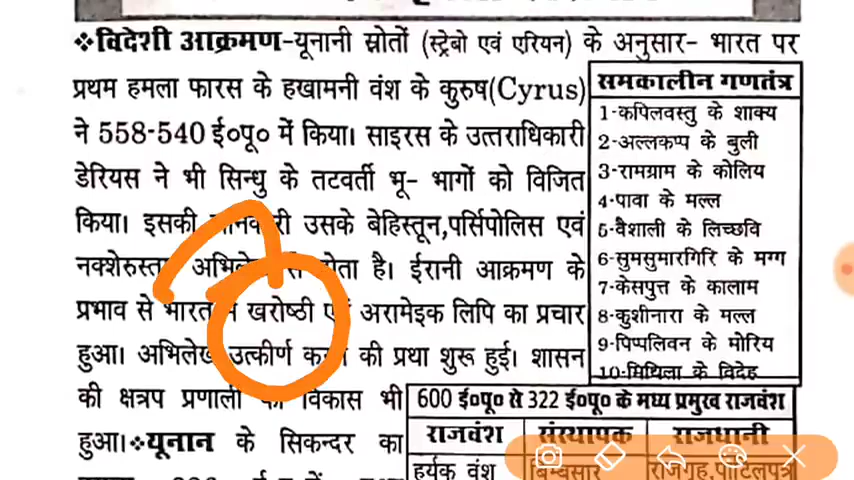 ❖विदेशी आक्रमण-यूनानी स्रोतों (स्ट्रेबो एवं एरियन) के अनुसार- भारत पर
प्रथम हमला फारस के हखामनी वंश के कुरुष(Cyrus)
ने 558-540 ई०पू० में किया। साइरस के उत्तराधिकारी
डेरियस ने भी सिन्धु के तटवर्ती भू- भागों को विजित
किया। इसकी उसके बेहिस्तून,पर्सिपोलिस एवं
होता है। ईरानी आक्रमण के
प्रभाव से भारत खरोष्ठी एवं अरामेइक लिपि का प्रचार
हुआ। अभिलेख उत्कीर्ण की प्रथा शुरू हुई। शासन
की क्षत्रप प्रणाली का विकास भी
हुआ।❖यूनान के सिकन्दर का
समकालीन गणतंत्र
1-कपिलवस्तु के शाक्य
2-अल्लकप्प के बुली
3-रामग्राम के कोलिय
4-पावा के मल्ल
5-वैशाली के लिच्छवि
6-सुमसुमारगिरि के मग्ग
7-केसपुत्त के कालाम
8-कुशीनारा के मल्ल
9-पिप्पलिवन के मोरिय
10-मिथिला के विदेह
600 ई०पू० से 322 ई०पू० के मध्य प्रमुख राजवंश
राजवंश संस्थापक राजधानी
हर्यक वंश बिम्बसार राजगृह,पाटलिपुत्र